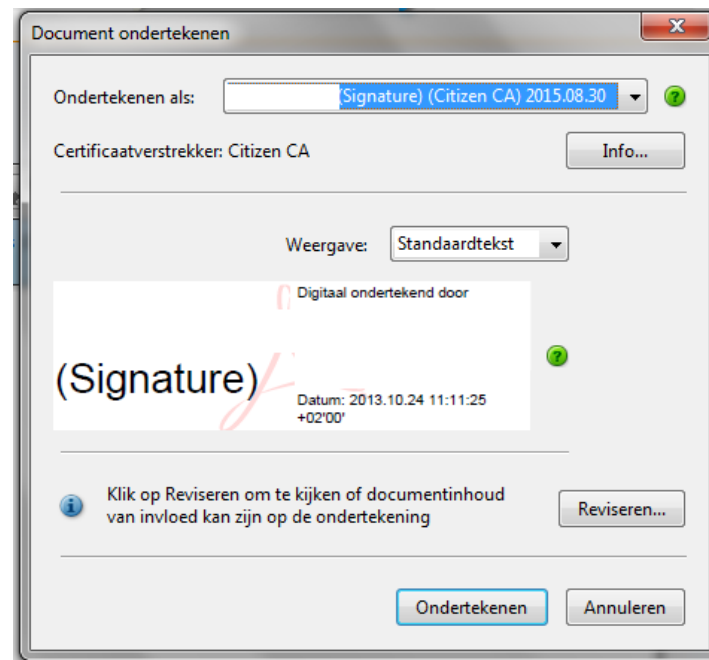 Document ondertekenen
Ondertekenen als: (Signature) (Citizen CA) 2015.08.30
Certificaatverstrekker: Citizen CA Info...
Weergave: Standaardtekst
Digitaal ondertekend door
(Signature)
Datum: 2013.10.24 11:11:25
+02'00'
Klik op Reviseren om te kijken of documentinhoud
van invloed kan zijn op de ondertekening
Reviseren...
Ondertekenen Annuleren